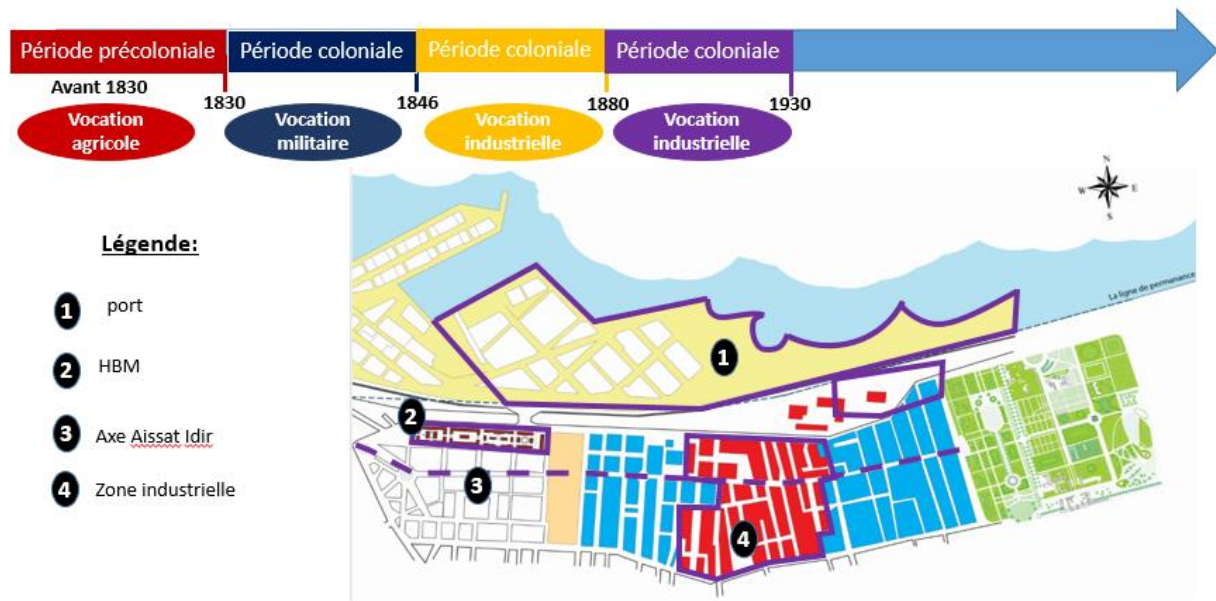 Période précoloniale
Période coloniale
Période coloniale
Période coloniale
Avant 1830
1830
1846
1880
1930
Vocation
agricole
Vocation
militaire
Vocation
industrielle
Vocation
industrielle
N
W
E
S
Légende:
1
port
2
HBM
3
Axe Aissat Idir
4
Zone industrielle
La ligne de permanance
1
2
3
4